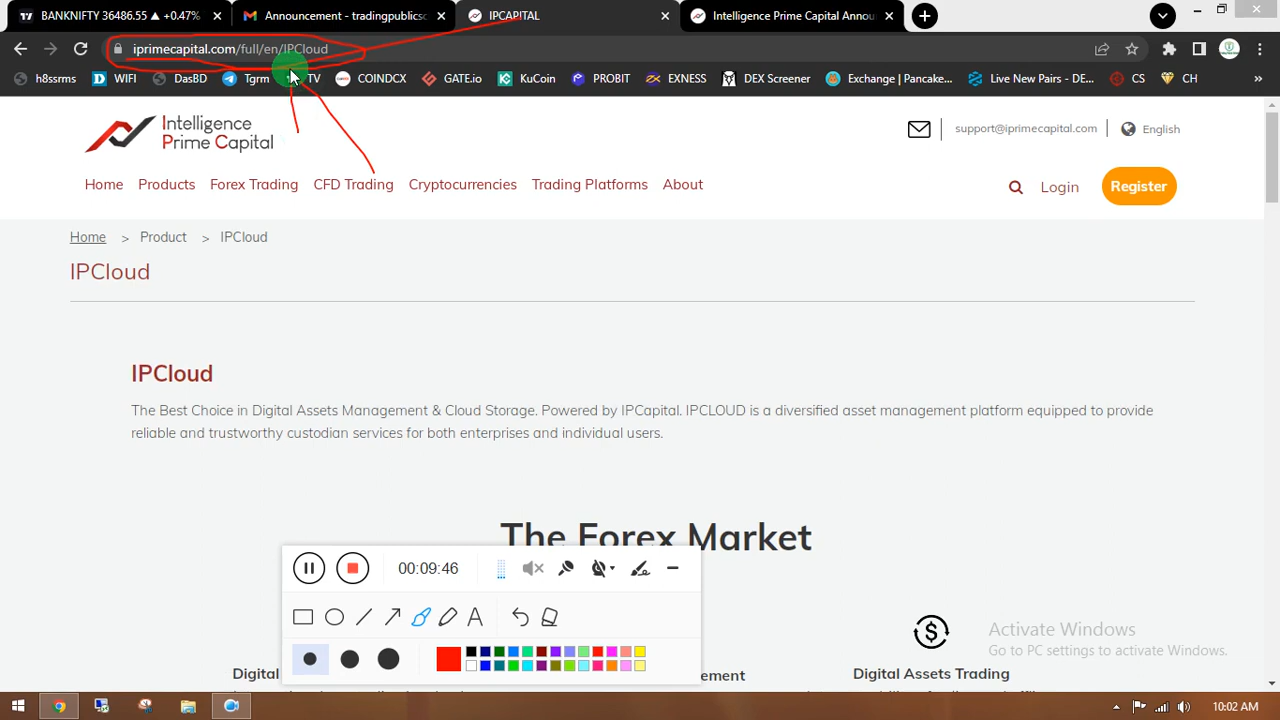 BANKNIFTY 36486.55 ▲ +0.47%
Announcement - tradingpublicsc
IPCAPITAL
Intelligence Prime Capital Annou
iprimecapital.com/full/en/IPCloud
h8ssrms WIFI DasBD Tgrm TV COINDCX GATE.io KuCoin PROBIT EXNESS DEX Screener Exchange | Pancake... Live New Pairs - DE... CS CH »
Intelligence
Prime Capital
support@iprimecapital.com English
Home Products Forex Trading CFD Trading Cryptocurrencies Trading Platforms About Login Register
Home > Product > IPCloud
IPCloud
IPCloud
The Best Choice in Digital Assets Management & Cloud Storage. Powered by IPCapital. IPCLOUD is a diversified asset management platform equipped to provide
reliable and trustworthy custodian services for both enterprises and individual users.
The Forex Market
00:09:46
A
Activate Windows
Go to PC settings to activate Windows.
Digital
ement
Digital Assets Trading
10:02 AM